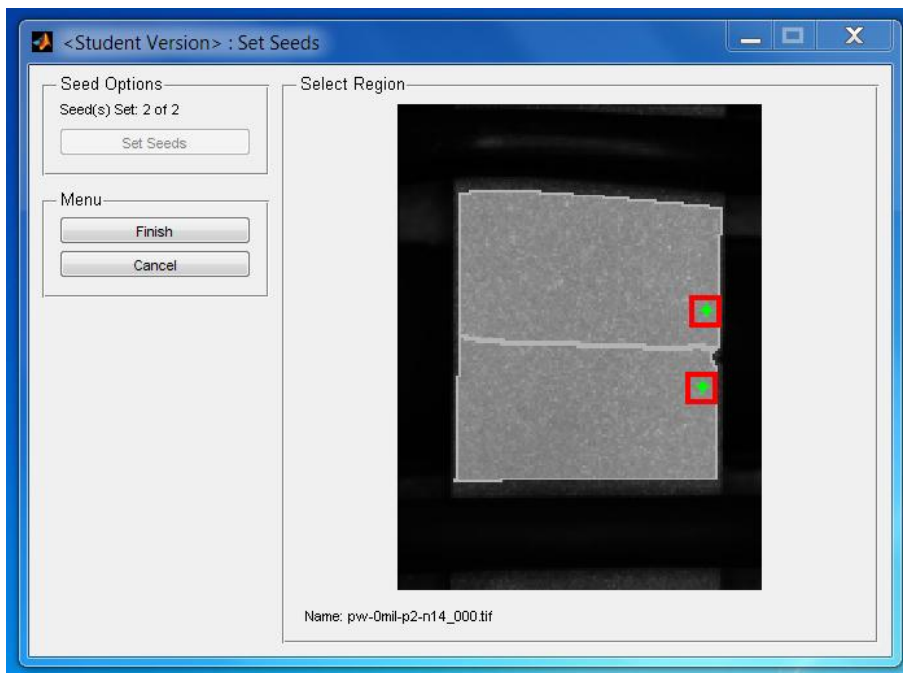 <Student Version> : Set Seeds
Seed Options
Seed(s) Set: 2 of 2
Set Seeds
Menu
Finish
Cancel
Select Region
Name: pw-0mil-p2-n14_000.tif